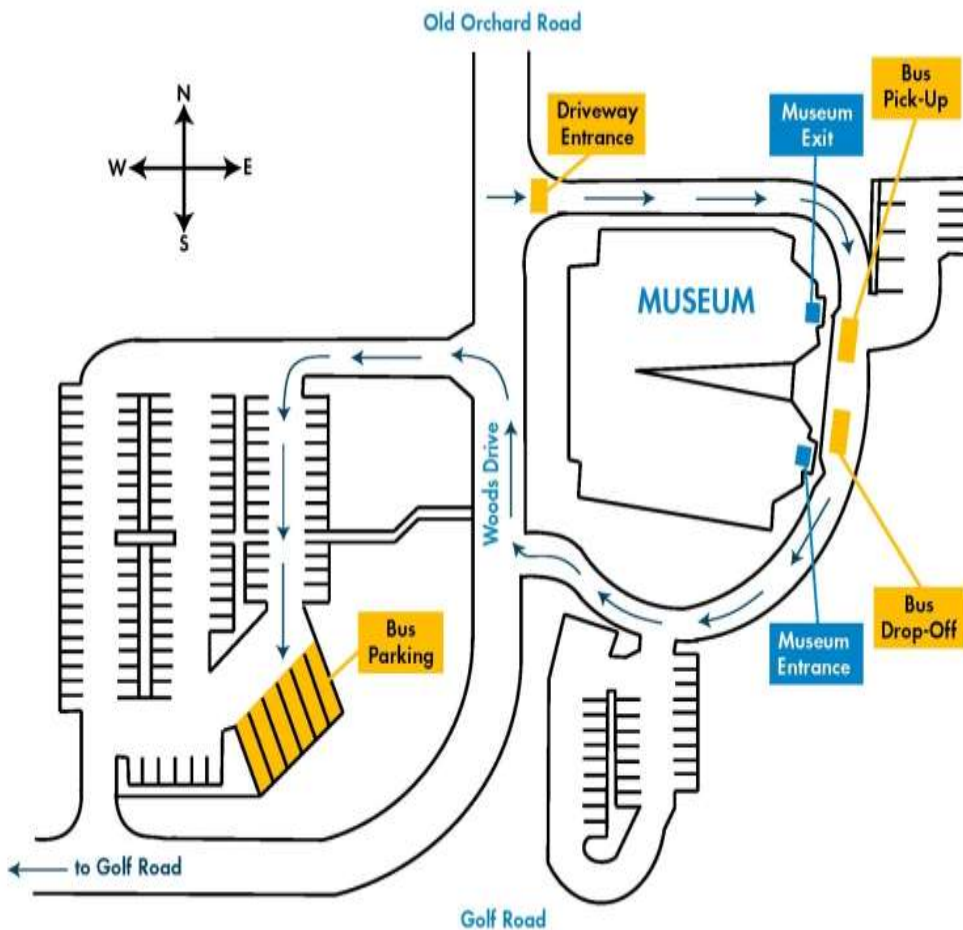 Old Orchard Road
N
W
E
S
Driveway
Entrance
Museum
Exit
Bus
Pick-Up
MUSEUM
Woods Drive
Bus
Parking
Museum
Entrance
Bus
Drop-Off
to Golf Road
Golf Road